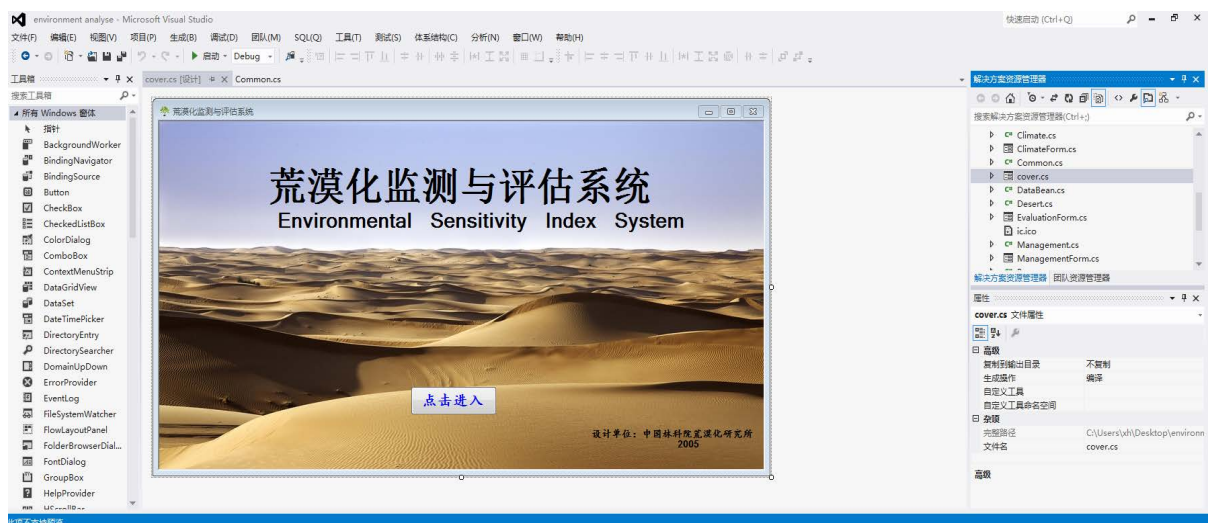 environment analyse - Microsoft Visual Studio
快速启动 (Ctrl+Q)
文件(F) 编辑(E) 视图(V) 项目(P) 生成(B) 调试(D) 团队(M) SQL(Q) 工具(T) 测试(S) 体系结构(C) 分析(N) 窗口(W) 帮助(H)
启动 Debug
工具箱
搜索工具箱
所有 Windows 窗体
指针
BackgroundWorker
BindingNavigator
BindingSource
Button
CheckBox
CheckedListBox
ColorDialog
ComboBox
ContextMenuStrip
DataGridView
DataSet
DateTimePicker
DirectoryEntry
DirectorySearcher
DomainUpDown
ErrorProvider
EventLog
FileSystemWatcher
FlowLayoutPanel
FolderBrowserDial...
FontDialog
GroupBox
HelpProvider
HScrollBar
cover.cs [设计] Common.cs
荒漠化监测与评估系统
荒漠化监测与评估系统
Environmental Sensitivity Index System
点击进入
设计单位：中国林科院荒漠化研究所
2005
解决方案资源管理器
搜索解决方案资源管理器(Ctrl+;)
Climate.cs
ClimateForm.cs
Common.cs
cover.cs
DataBean.cs
Desert.cs
EvaluationForm.cs
ic.ico
Management.cs
ManagementForm.cs
解决方案资源管理器 团队资源管理器
属性
cover.cs 文件属性
高级
复制到输出目录 不复制
生成操作 编译
自定义工具
自定义工具命名空间
杂项
完整路径 C:\Users\xh\Desktop\environn
文件名 cover.cs
高级